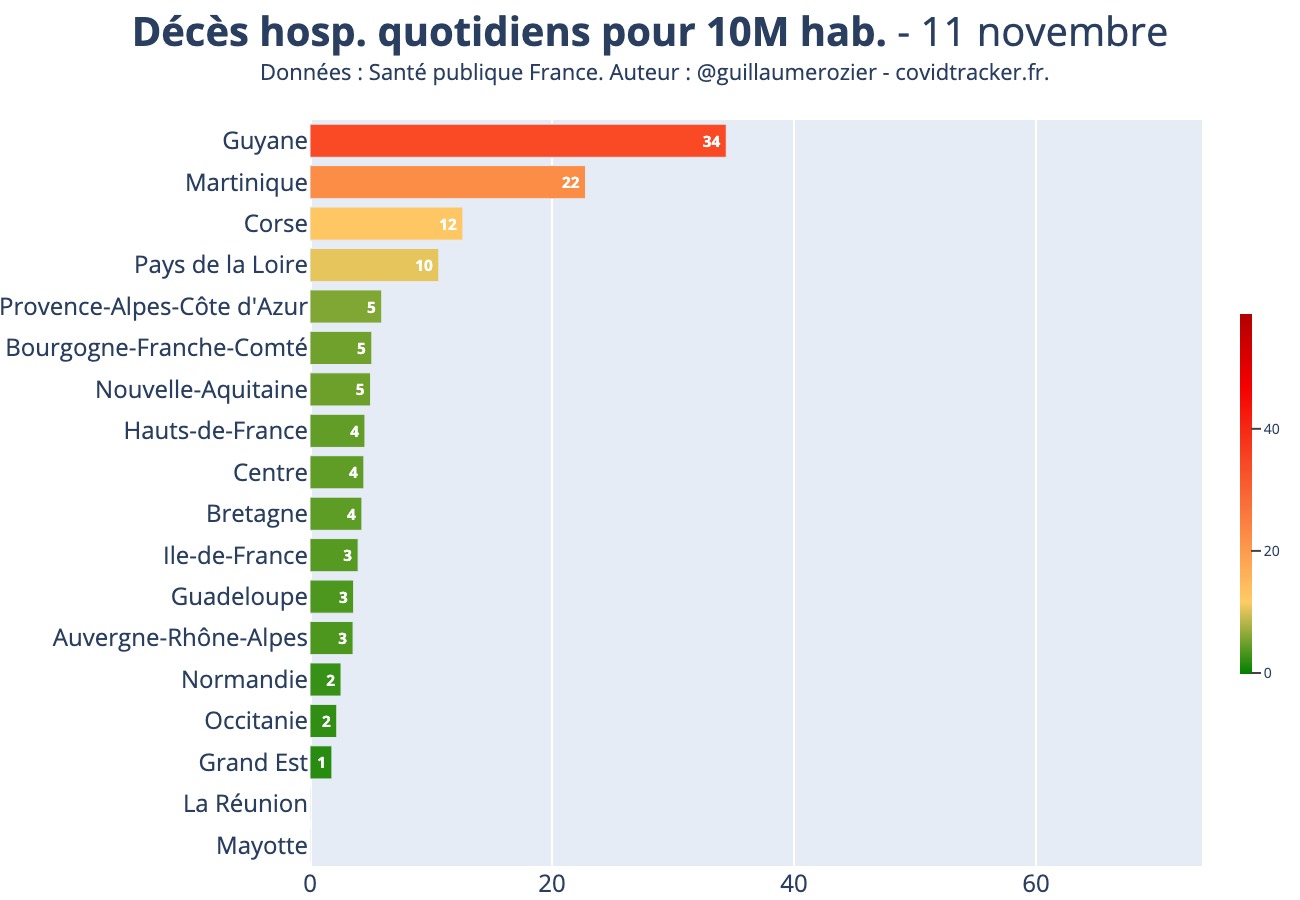 Décès hosp. quotidiens pour 10M hab. - 11 novembre
Données : Santé publique France. Auteur : @guillaumerozier - covidtracker.fr.
Guyane 34
Martinique 22
Corse 12
Pays de la Loire 10
Provence-Alpes-Côte d'Azur 5
Bourgogne-Franche-Comté 5
Nouvelle-Aquitaine 5
Hauts-de-France 4
Centre 4
Bretagne 4
Ile-de-France 3
Guadeloupe 3
Auvergne-Rhône-Alpes 3
Normandie 2
Occitanie 2
Grand Est 1
La Réunion
Mayotte
0 20 40 60
40
20
0